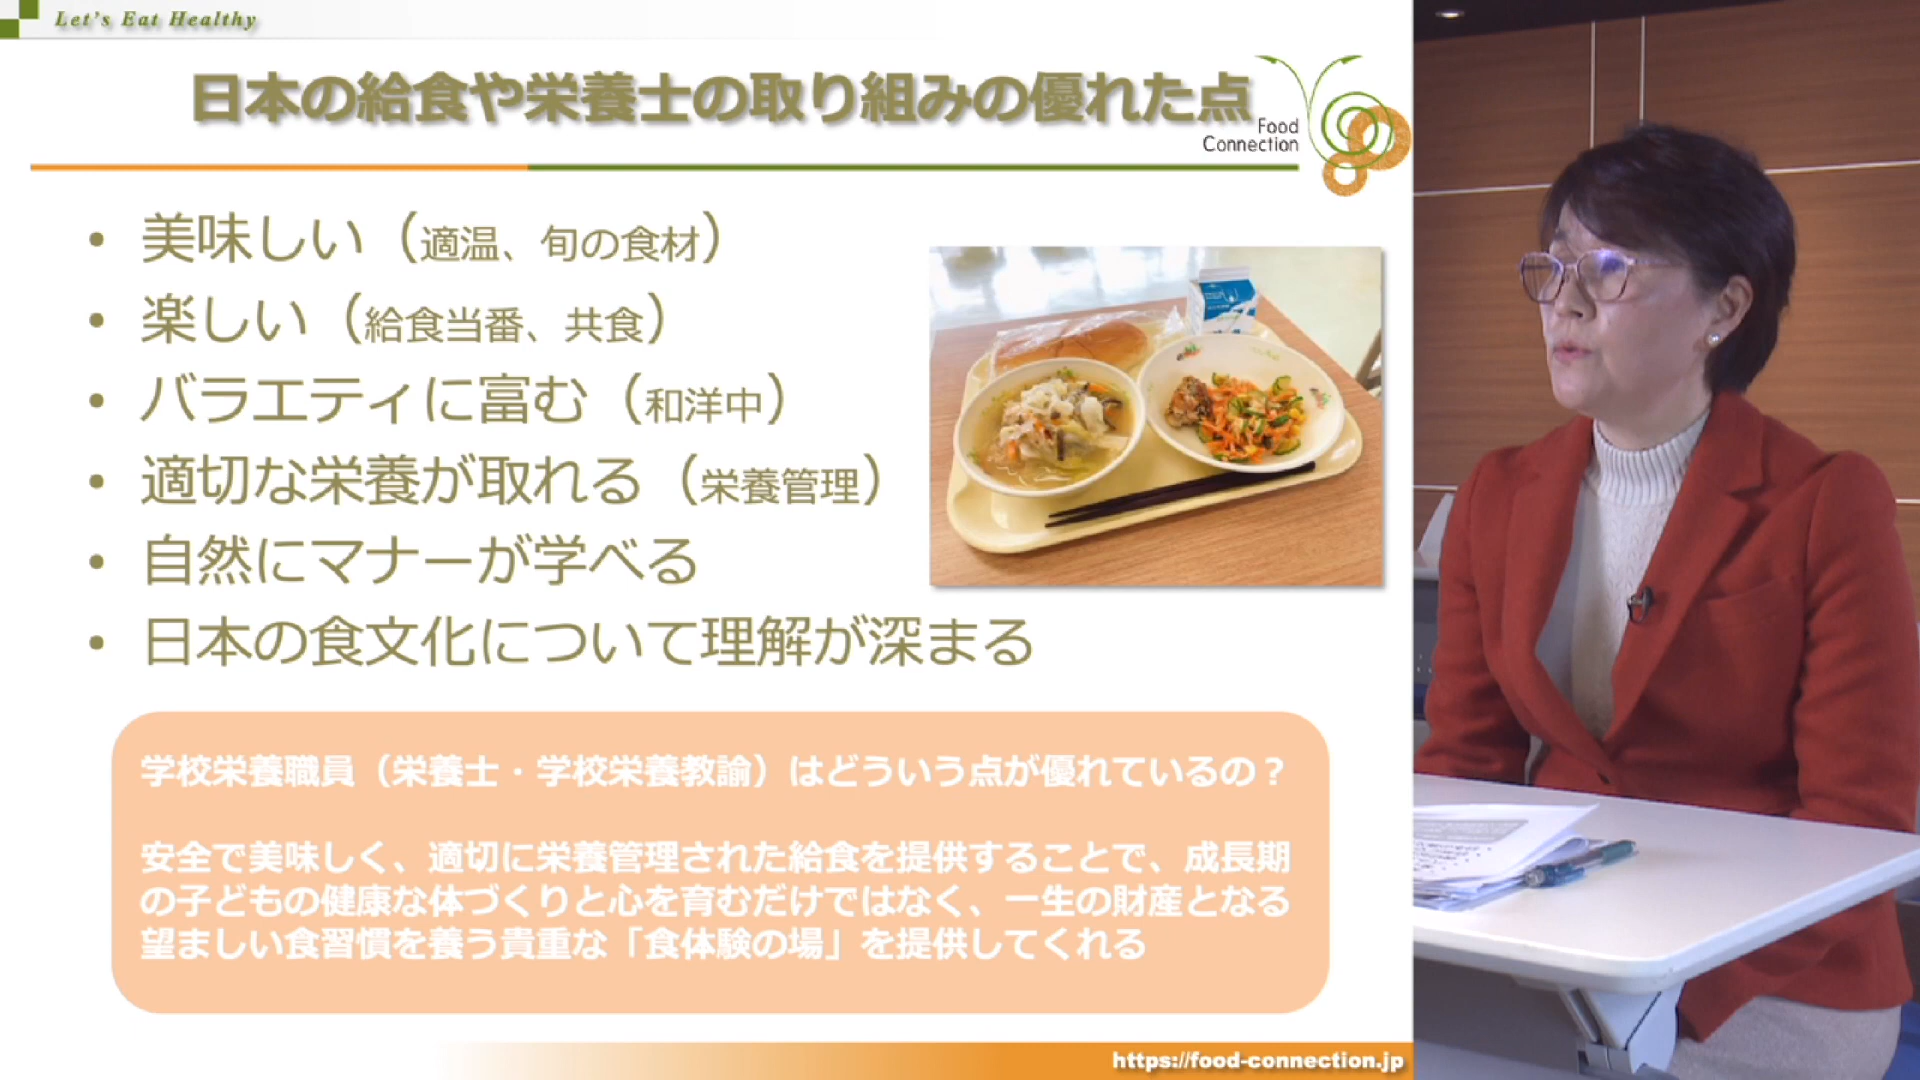 Let's Eat Healthy
日本の給食や栄養士の取り組みの優れた点
Food
Connection
• 美味しい（適温、旬の食材）
• 楽しい（給食当番、共食）
• バラエティに富む（和洋中）
• 適切な栄養が取れる（栄養管理）
• 自然にマナーが学べる
• 日本の食文化について理解が深まる
学校栄養職員（栄養士・学校栄養教諭）はどういう点が優れているの？
安全で美味しく、適切に栄養管理された給食を提供することで、成長期
の子どもの健康な体づくりと心を育むだけではなく、一生の財産となる
望ましい食習慣を養う貴重な「食体験の場」を提供してくれる
https://food-connection.jp